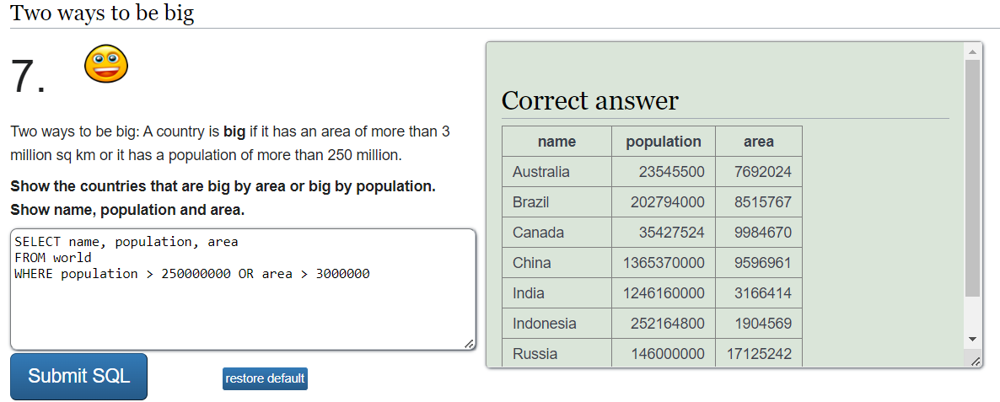 Two ways to be big
7.
Two ways to be big: A country is big if it has an area of more than 3
million sq km or it has a population of more than 250 million.
Show the countries that are big by area or big by population.
Show name, population and area.
SELECT name, population, area
FROM world
WHERE population > 250000000 OR area > 3000000
Submit SQL
restore default
Correct answer
name population area
Australia 23545500 7692024
Brazil 202794000 8515767
Canada 35427524 9984670
China 1365370000 9596961
India 1246160000 3166414
Indonesia 252164800 1904569
Russia 146000000 17125242